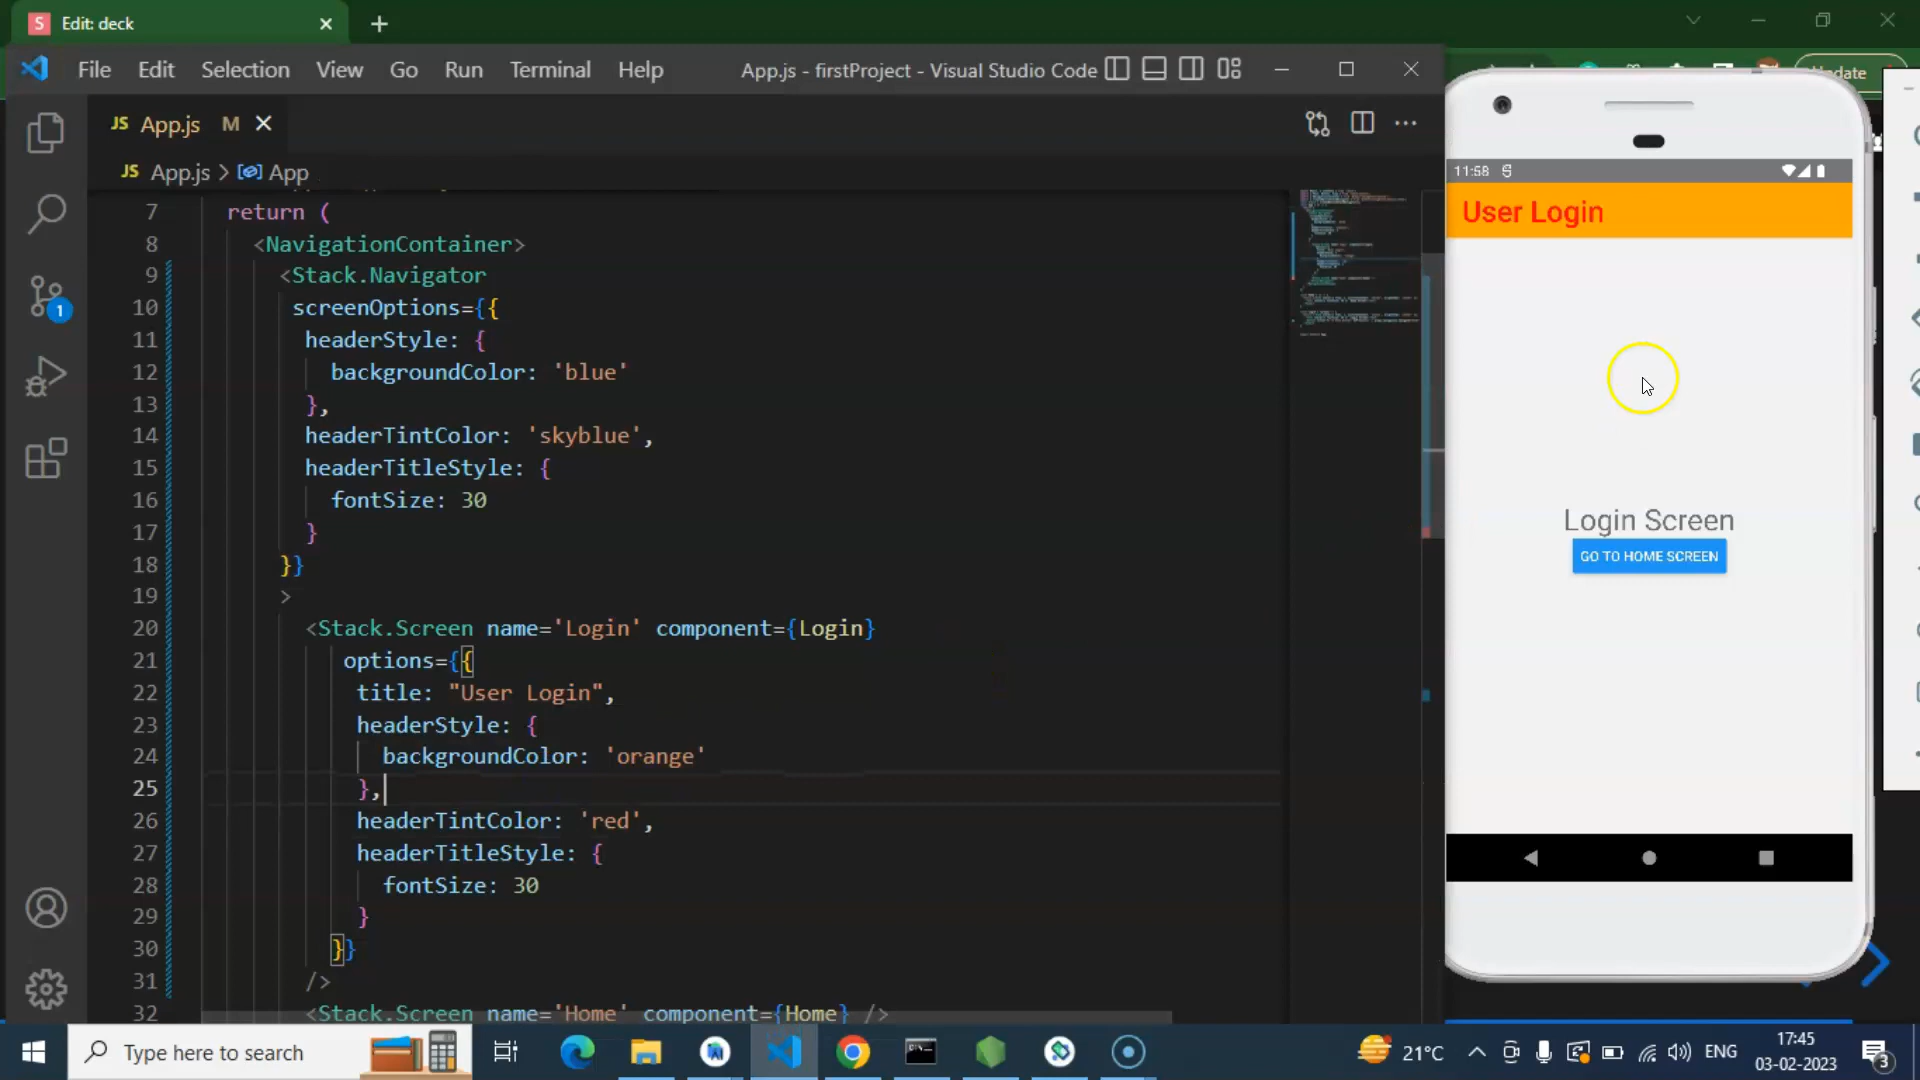 S Edit: deck
File Edit Selection View Go Run Terminal Help
App.js - firstProject - Visual Studio Code
JS App.js M
JS App.js > App
7 return (
8 <NavigationContainer>
9 <Stack.Navigator
10 screenOptions={{
11 headerStyle: {
12 backgroundColor: 'blue'
13 },
14 headerTintColor: 'skyblue',
15 headerTitleStyle: {
16 fontSize: 30
17 }
18 }}
19 >
20 <Stack.Screen name='Login' component={Login}
21 options={{
22 title: "User Login",
23 headerStyle: {
24 backgroundColor: 'orange'
25 },
26 headerTintColor: 'red',
27 headerTitleStyle: {
28 fontSize: 30
29 }
30 }}
31 />
32 <Stack.Screen name='Home' component={Home} />
1
11:58
User Login
Login Screen
GO TO HOME SCREEN
Type here to search
21°C
ENG
17:45
03-02-2023
3